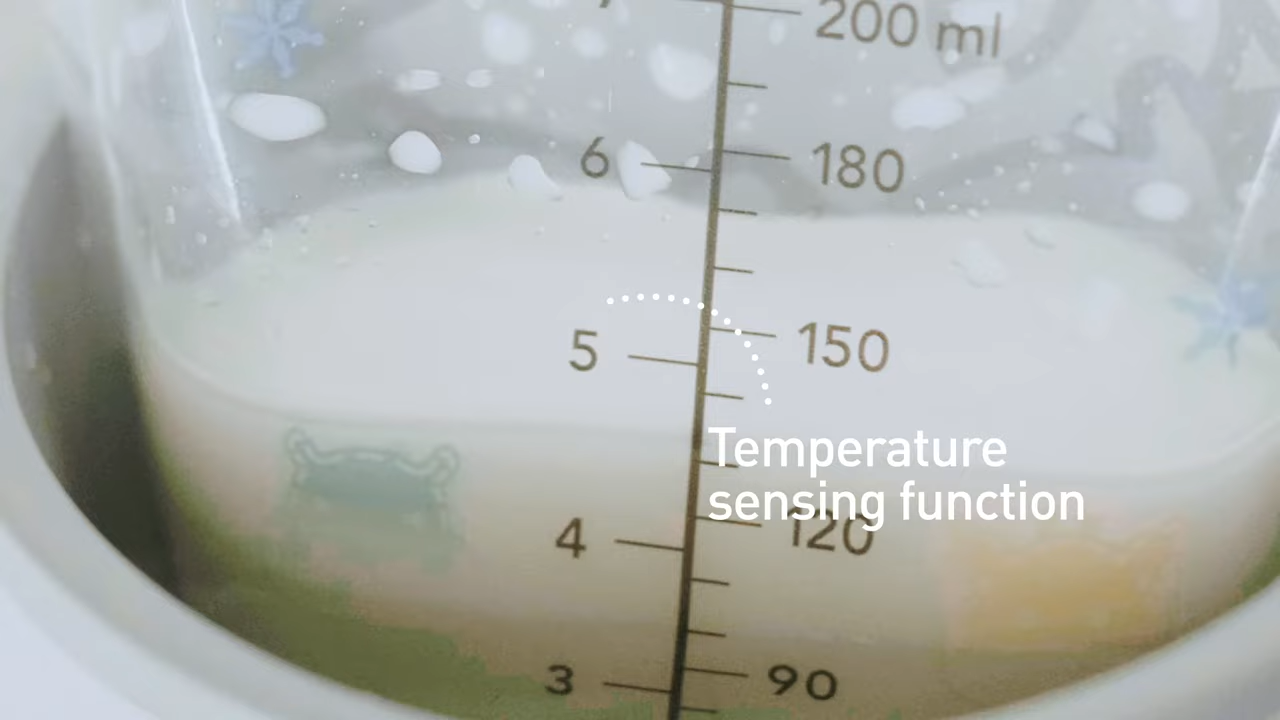 200 ml
6 180
5 150
Temperature
sensing function
4 120
3 90